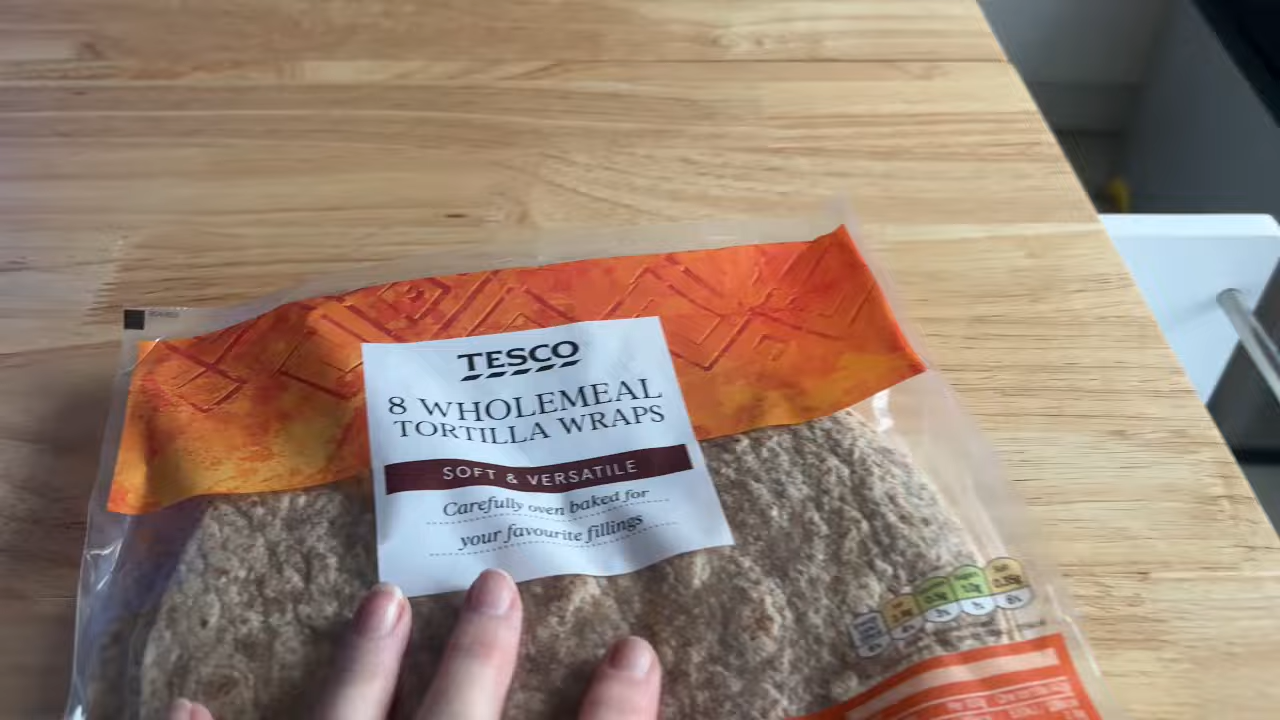 TESCO
8 WHOLEMEAL
TORTILLA WRAPS
SOFT & VERSATILE
Carefully oven baked for
your favourite fillings